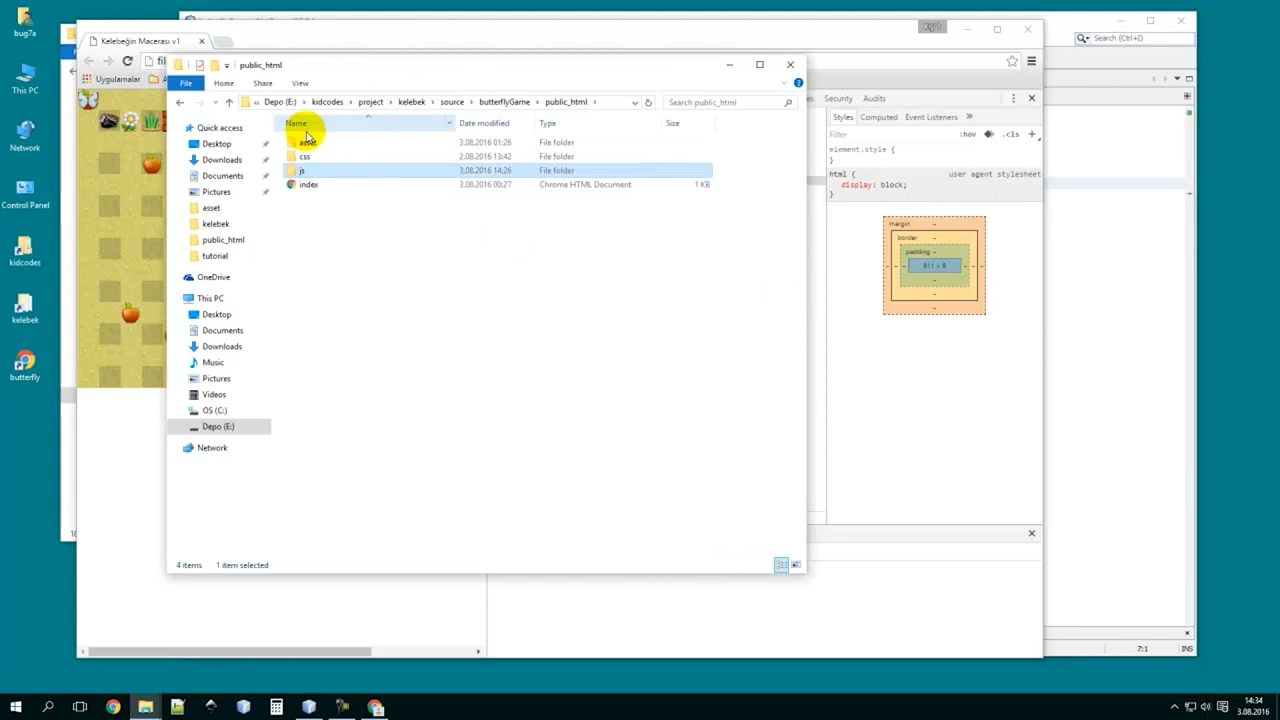 bug7a
This PC
Network
Control Panel
kidcodes
kelebek
butterfly
Search (Ctrl+I)
Kelebeğin Macerası v1
Uygulamalar
public_html
File
Home
Share
View
« Depo (E:) › kidcodes › project › kelebek › source › butterflyGame › public_html ›
Search public_html
Name
Date modified
Type
Size
asset
3.08.2016 01:26
File folder
css
2.08.2016 13:42
File folder
js
3.08.2016 14:26
File folder
index
3.08.2016 00:27
Chrome HTML Document
1 KB
Quick access
Desktop
Downloads
Documents
Pictures
asset
kelebek
public_html
tutorial
OneDrive
This PC
Desktop
Documents
Downloads
Music
Pictures
Videos
OS (C:)
Depo (E:)
Network
4 items
1 item selected
Security
Audits
Styles
Computed
Event Listeners
»
Filter
:hov
.cls
+
element.style {
}
html {
user agent stylesheet
display: block;
}
margin
-
border
-
padding
-
- - - 811 × 8 - - -
-
-
-
7:1
INS
14:34
3.08.2016